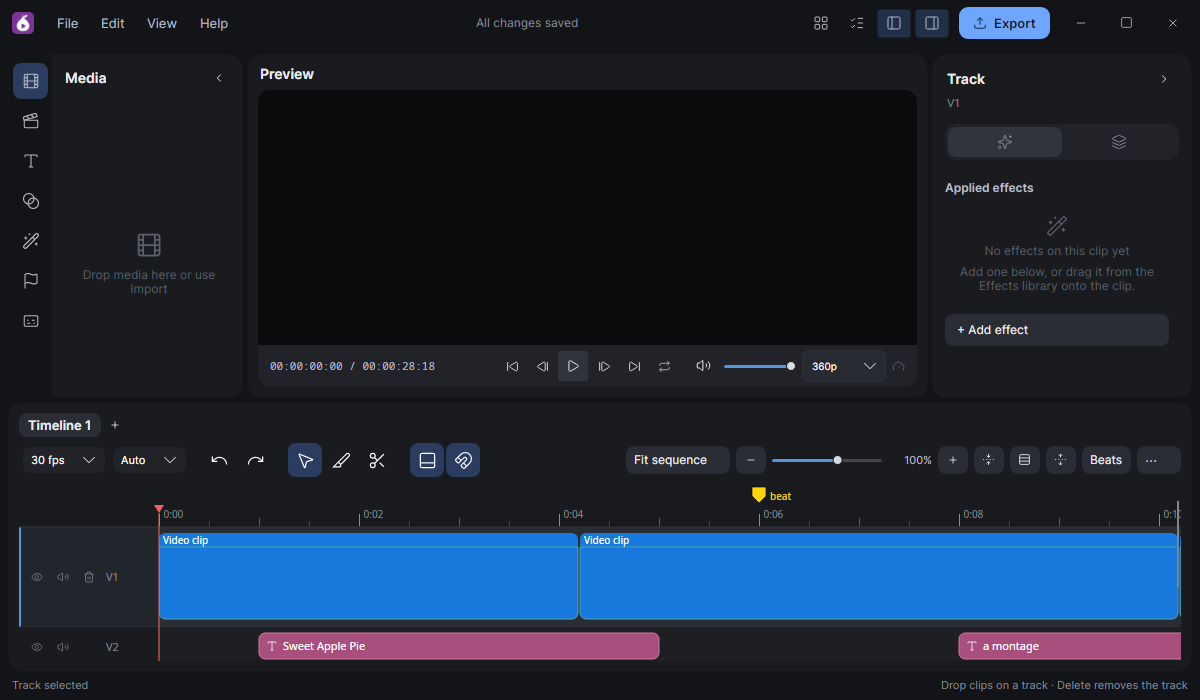 File Edit View Help All changes saved Export
Media
Drop media here or use
Import
Preview
00:00:00:00 / 00:00:28:18 360p
Track
V1
Applied effects
No effects on this clip yet
Add one below, or drag it from the
Effects library onto the clip.
+ Add effect
Timeline 1 +
30 fps Auto Fit sequence − 100% + Beats ...
beat
0:00 0:02 0:04 0:06 0:08 0:10
Video clip Video clip
V1
V2 Sweet Apple Pie a montage
Track selected Drop clips on a track · Delete removes the track